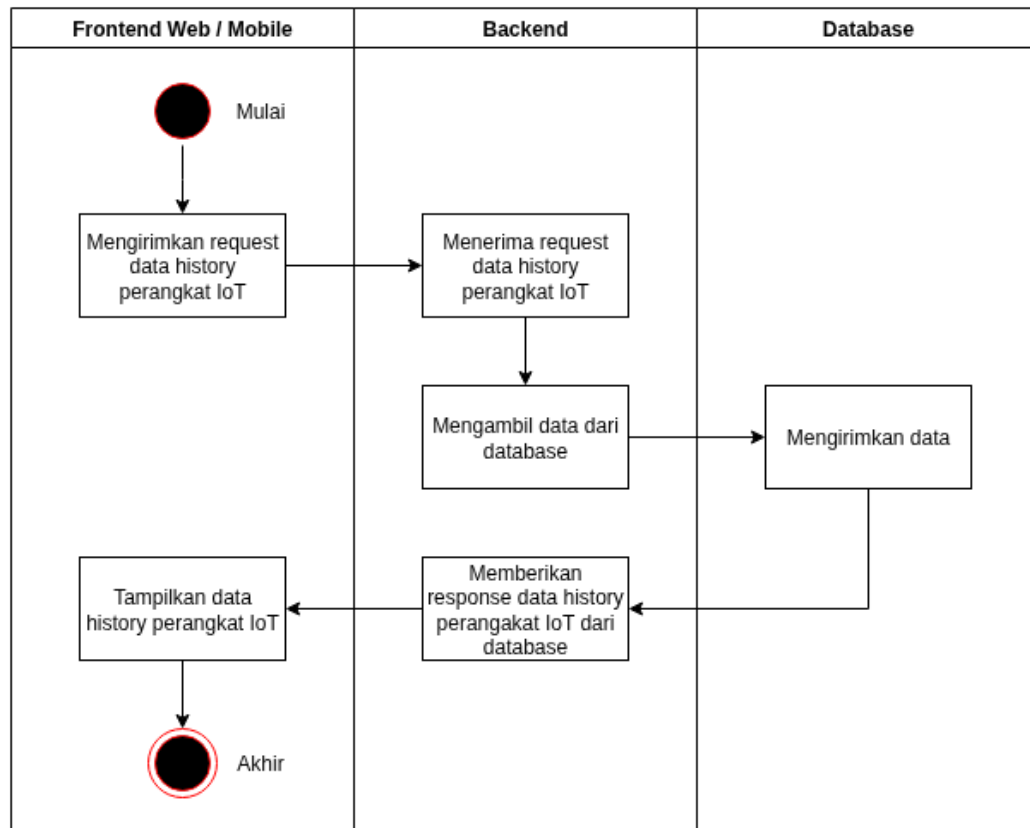 Frontend Web / Mobile
Backend
Database
Mulai
Mengirimkan request
data history
perangkat IoT
Menerima request
data history
perangkat IoT
Mengambil data dari
database
Mengirimkan data
Tampilkan data
history perangkat IoT
Memberikan
response data history
perangakat IoT dari
database
Akhir